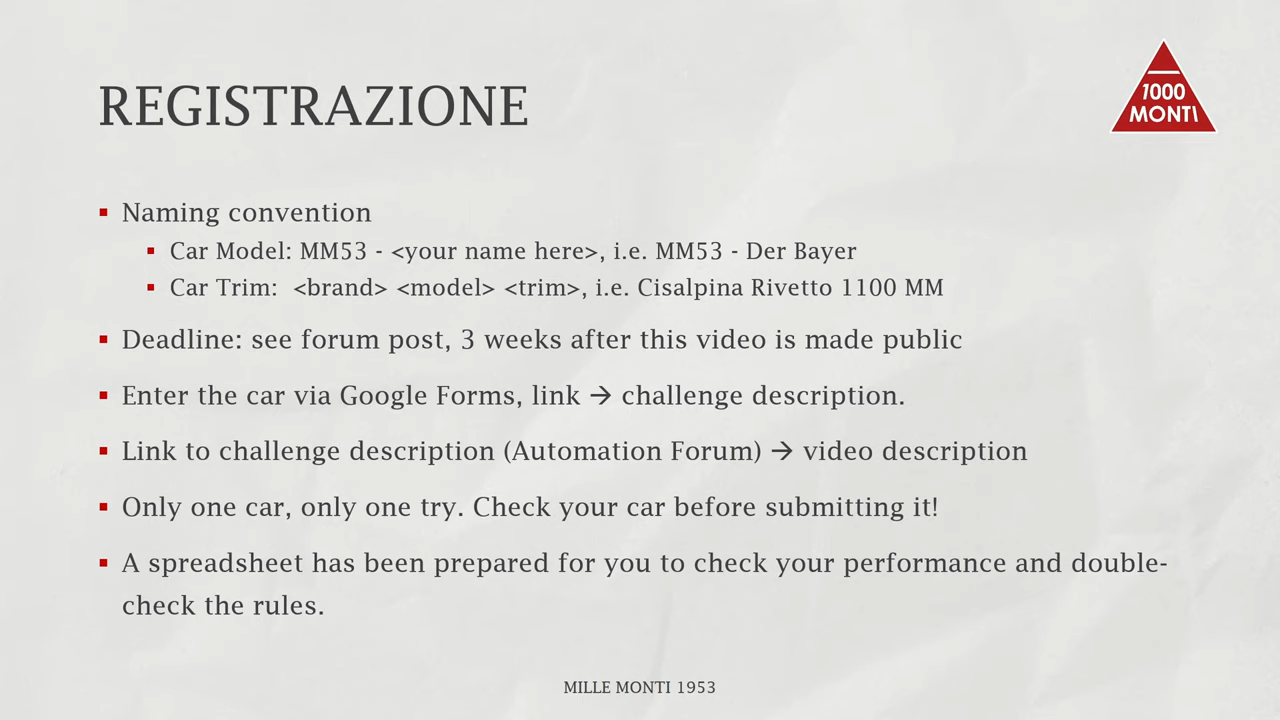 REGISTRAZIONE
1000
MONTI
▪ Naming convention
▪ Car Model: MM53 - <your name here>, i.e. MM53 - Der Bayer
▪ Car Trim:  <brand> <model> <trim>, i.e. Cisalpina Rivetto 1100 MM
▪ Deadline: see forum post, 3 weeks after this video is made public
▪ Enter the car via Google Forms, link → challenge description.
▪ Link to challenge description (Automation Forum) → video description
▪ Only one car, only one try. Check your car before submitting it!
▪ A spreadsheet has been prepared for you to check your performance and double-
check the rules.
MILLE MONTI 1953